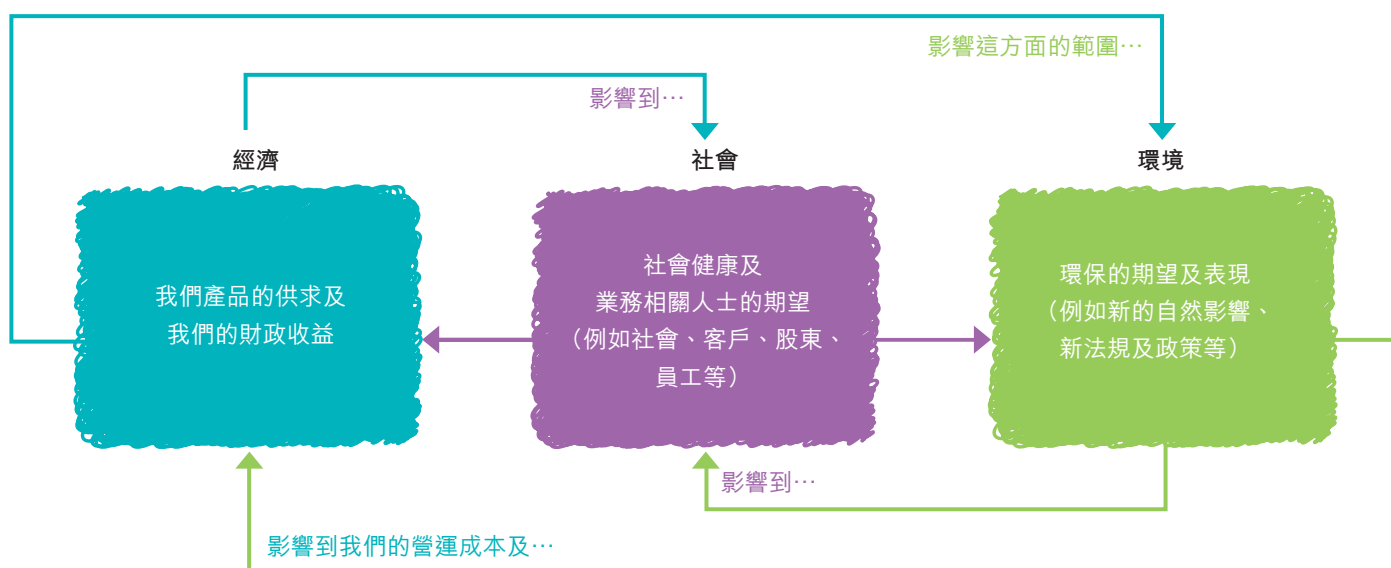 影響這方面的範圍…
影響到…
經濟
社會
環境
我們產品的供求及
我們的財政收益
社會健康及
業務相關人士的期望
（例如社會、客戶、股東、
員工等）
環保的期望及表現
（例如新的自然影響、
新法規及政策等）
影響到…
影響到我們的營運成本及…